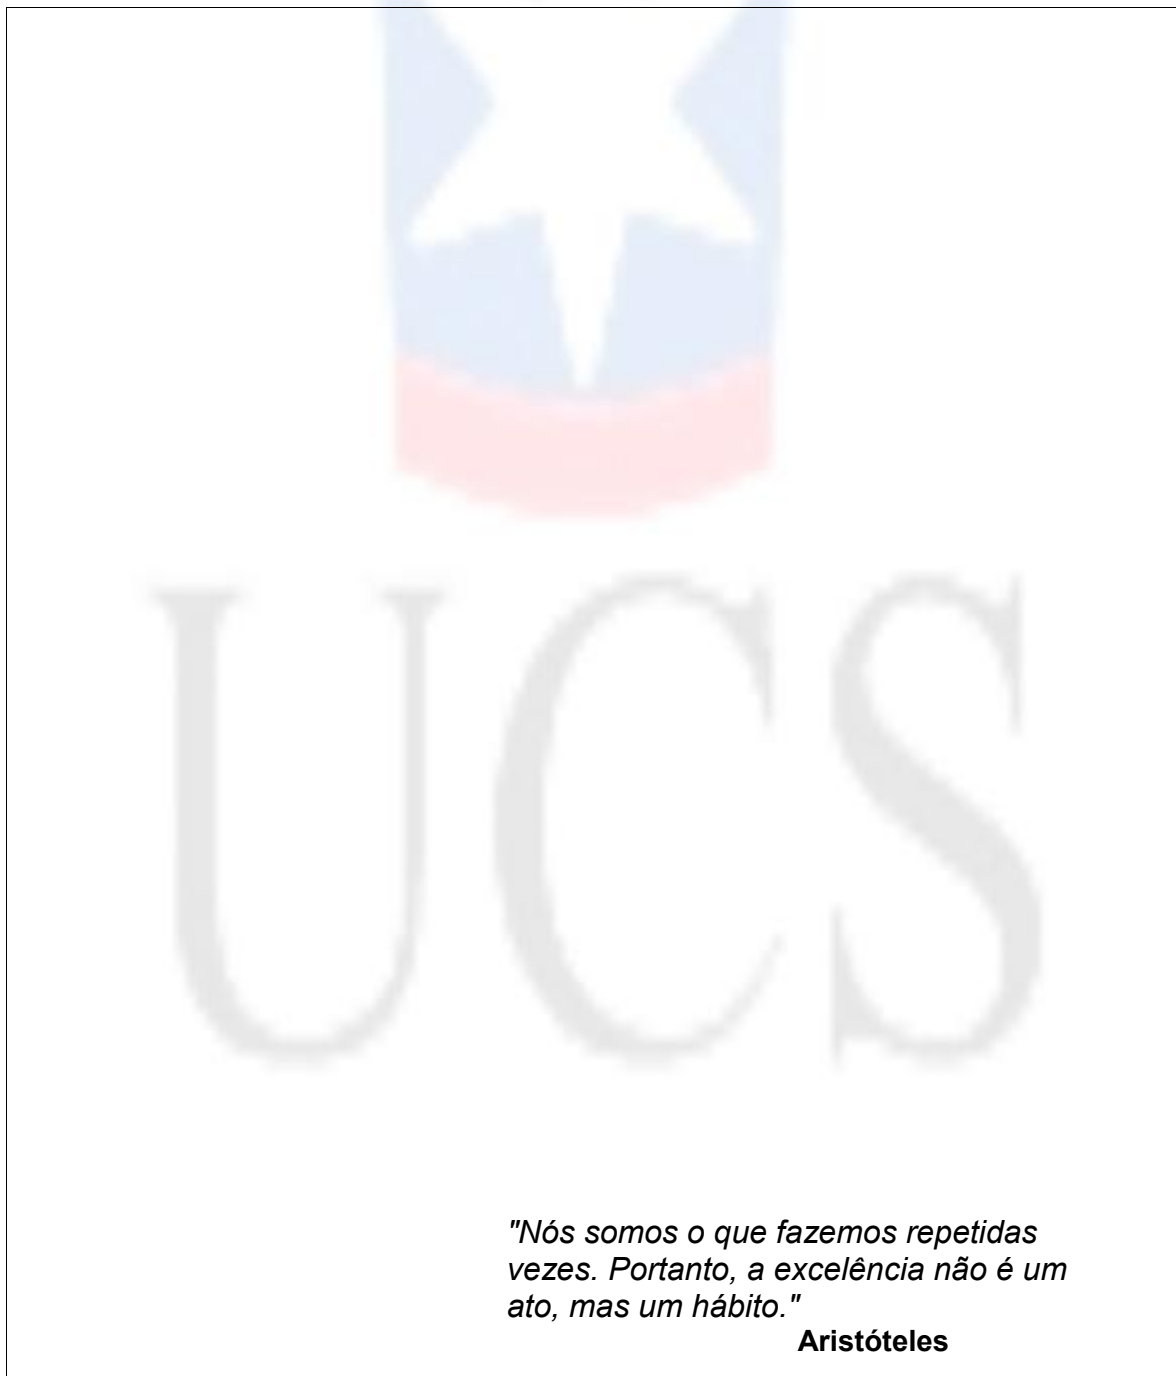 UCS
"Nós somos o que fazemos repetidas
vezes. Portanto, a excelência não é um
ato, mas um hábito."
Aristóteles